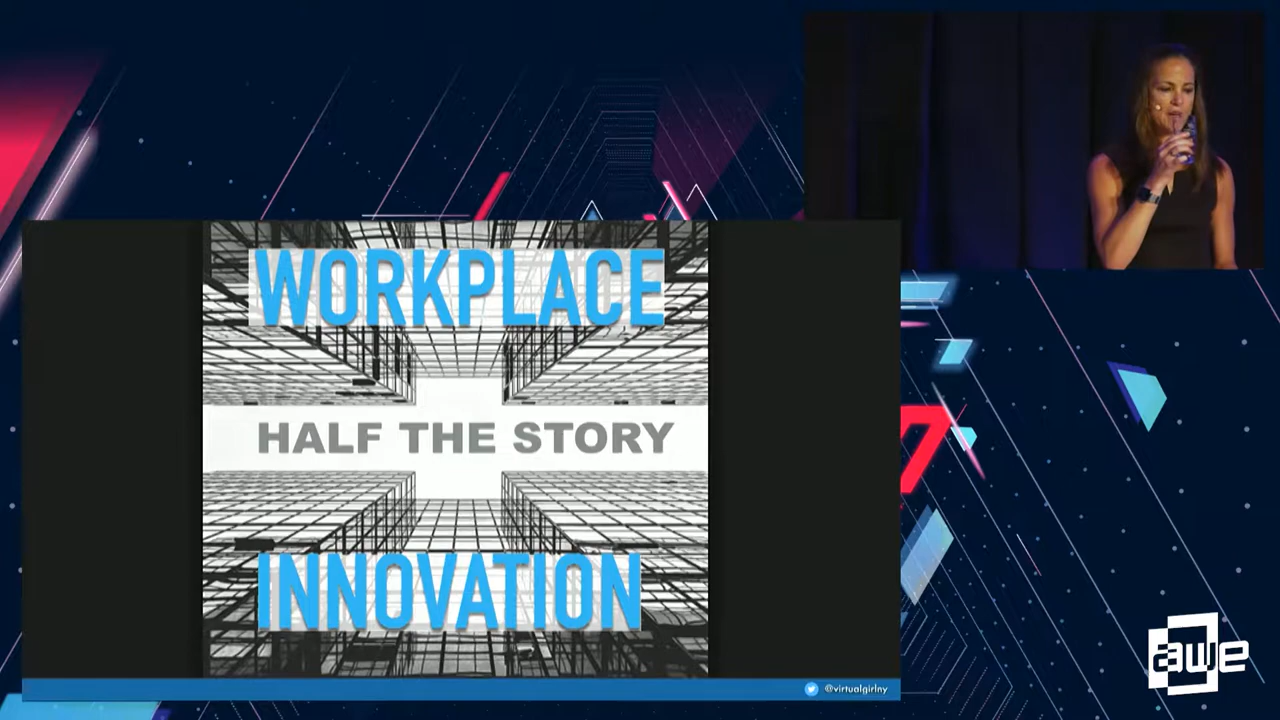 WORKPLACE
HALF THE STORY
INNOVATION
@virtualgirlny
awe